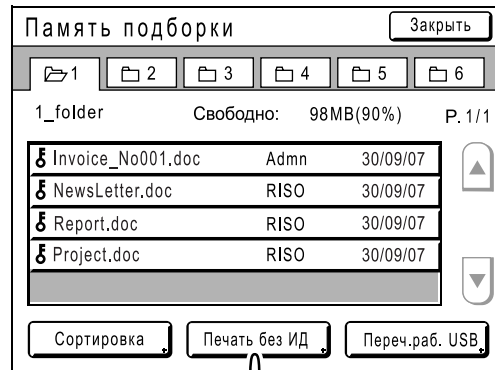 Память подборки Закрыть
1 2 3 4 5 6
1_folder Свободно: 98MB(90%) P. 1/1
Invoice_No001.doc Admn 30/09/07
NewsLetter.doc RISO 30/09/07
Report.doc RISO 30/09/07
Project.doc RISO 30/09/07
Сортировка Печать без ИД Переч.раб. USB